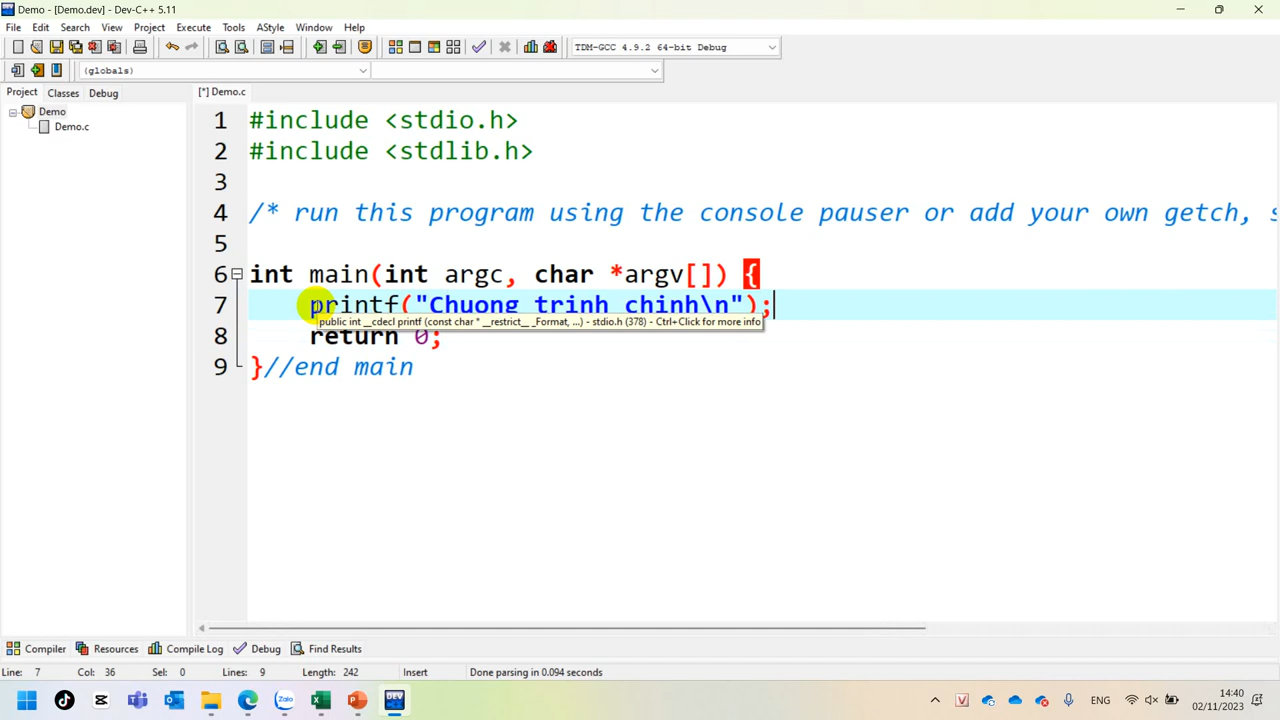 Demo - [Demo.dev] - Dev-C++ 5.11
File Edit Search View Project Execute Tools AStyle Window Help
TDM-GCC 4.9.2 64-bit Debug
(globals)
Project Classes Debug
[*] Demo.c
Demo
Demo.c
1 #include <stdio.h>
2 #include <stdlib.h>
3
4 /* run this program using the console pauser or add your own getch, s
5
6 int main(int argc, char *argv[]) {
7 printf("Chuong trinh chinh\n");
public int __cdecl printf (const char * __restrict__ _Format, ...) - stdio.h (378) - Ctrl+Click for more info
8 return 0;
9 }//end main
Compiler Resources Compile Log Debug Find Results
Line: 7 Col: 36 Sel: 0 Lines: 9 Length: 242 Insert Done parsing in 0.094 seconds
DEV
Zalo
V
ENG
14:40
02/11/2023